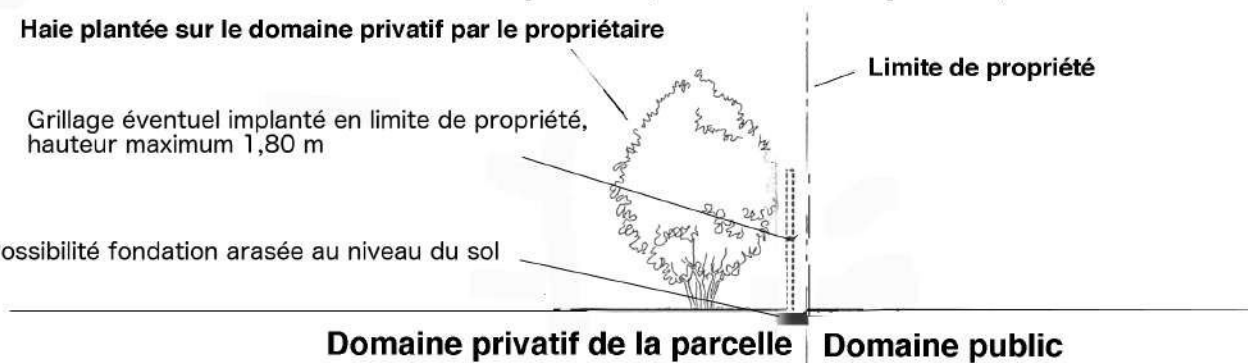 Haie plantée sur le domaine privatif par le propriétaire
Limite de propriété
Grillage éventuel implanté en limite de propriété,
hauteur maximum 1,80 m
ossibilité fondation arasée au niveau du sol
Domaine privatif de la parcelle
Domaine public